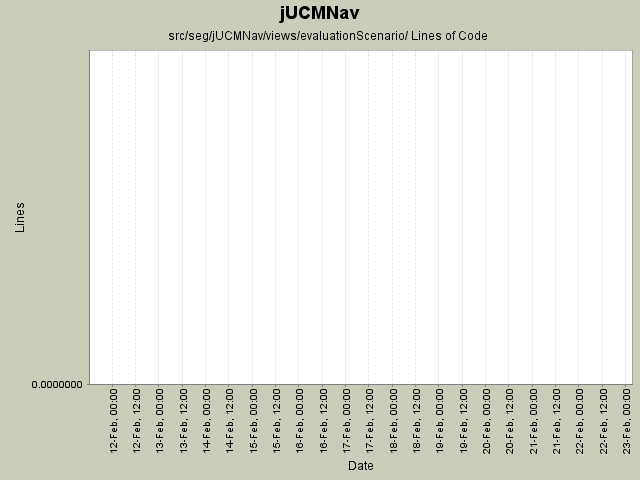 jUCMNav
src/seg/jUCMNav/views/evaluationScenario/ Lines of Code
Lines
0.0000000
12-Feb, 00:00
12-Feb, 12:00
13-Feb, 00:00
13-Feb, 12:00
14-Feb, 00:00
14-Feb, 12:00
15-Feb, 00:00
15-Feb, 12:00
16-Feb, 00:00
16-Feb, 12:00
17-Feb, 00:00
17-Feb, 12:00
18-Feb, 00:00
18-Feb, 12:00
19-Feb, 00:00
19-Feb, 12:00
20-Feb, 00:00
20-Feb, 12:00
21-Feb, 00:00
21-Feb, 12:00
22-Feb, 00:00
22-Feb, 12:00
23-Feb, 00:00
Date